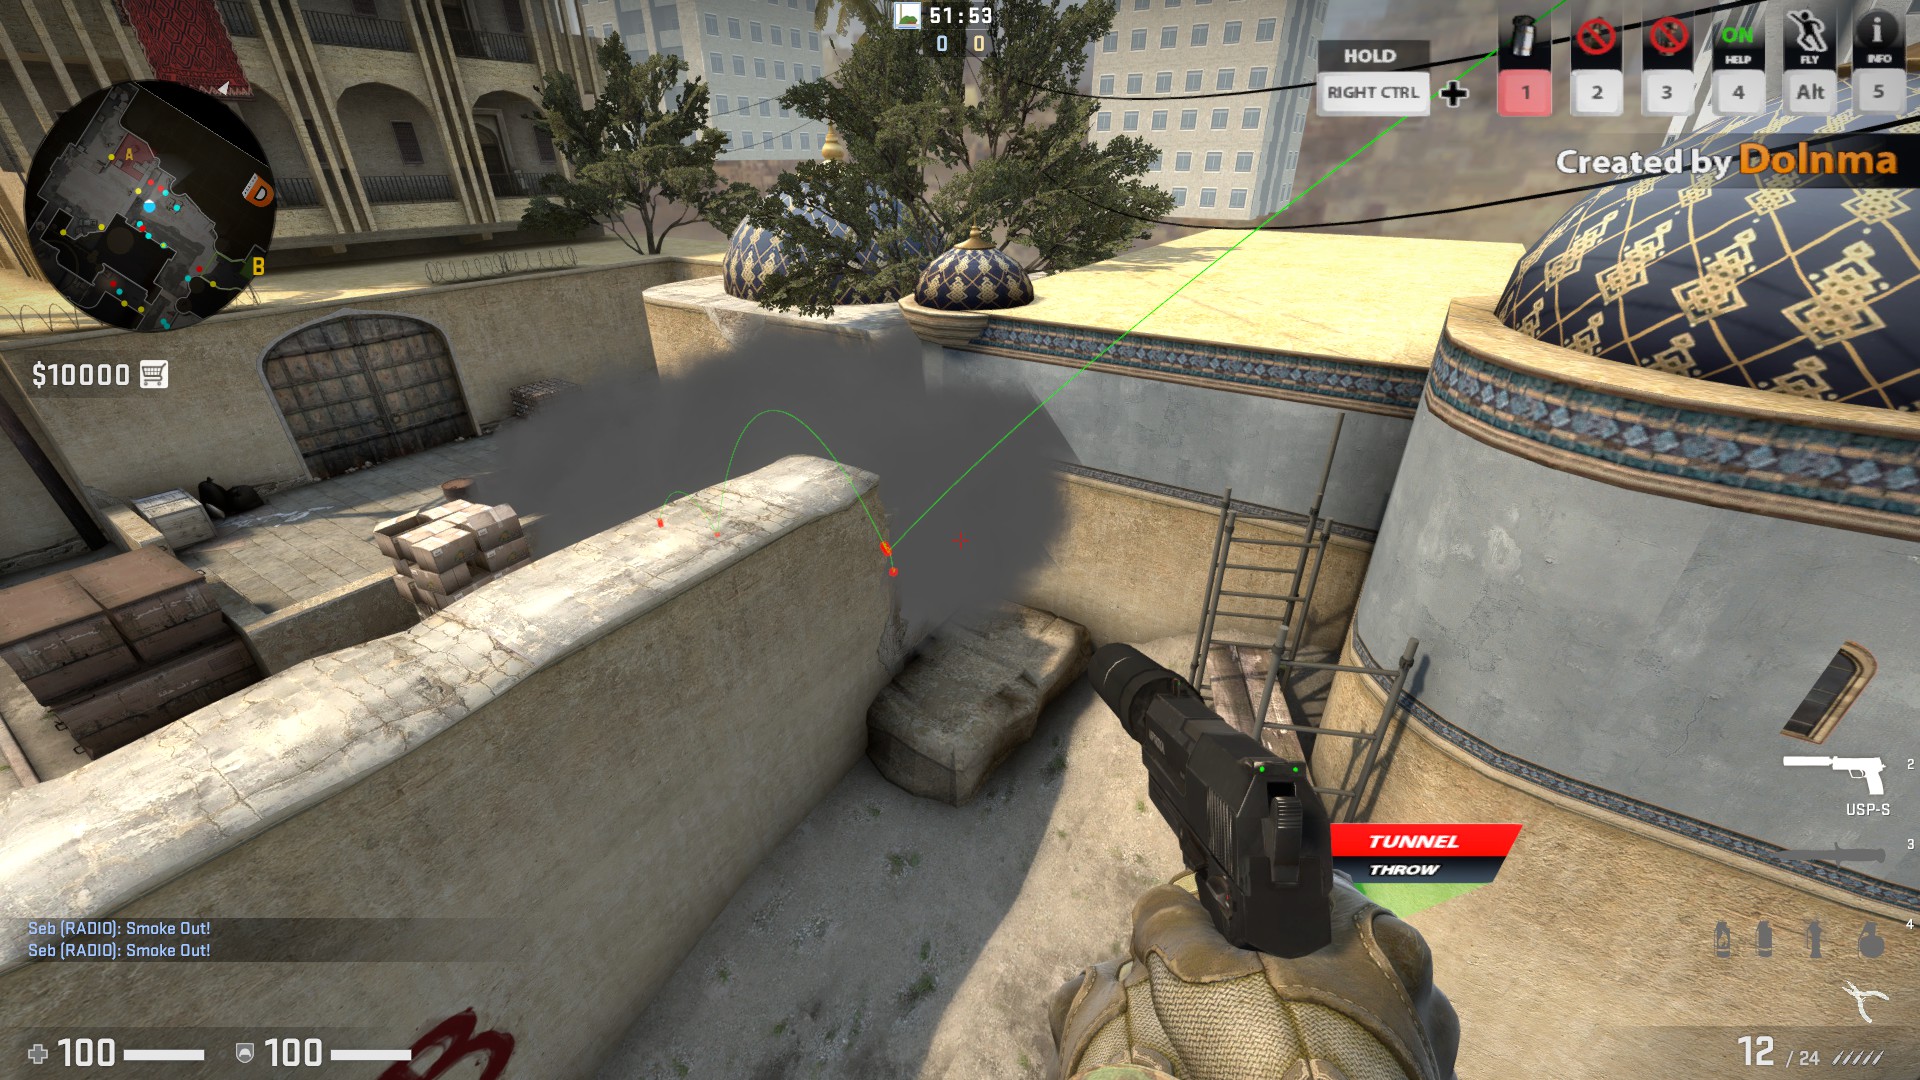 51:53
0 0
HOLD
RIGHT CTRL
ON
HELP
FLY
INFO
1 2 3 4 Alt 5
Created by Dolnma
A
D
B
$10000
2
USP-S
3
TUNNEL
THROW
4
Seb (RADIO): Smoke Out!
Seb (RADIO): Smoke Out!
100 100
12 / 24